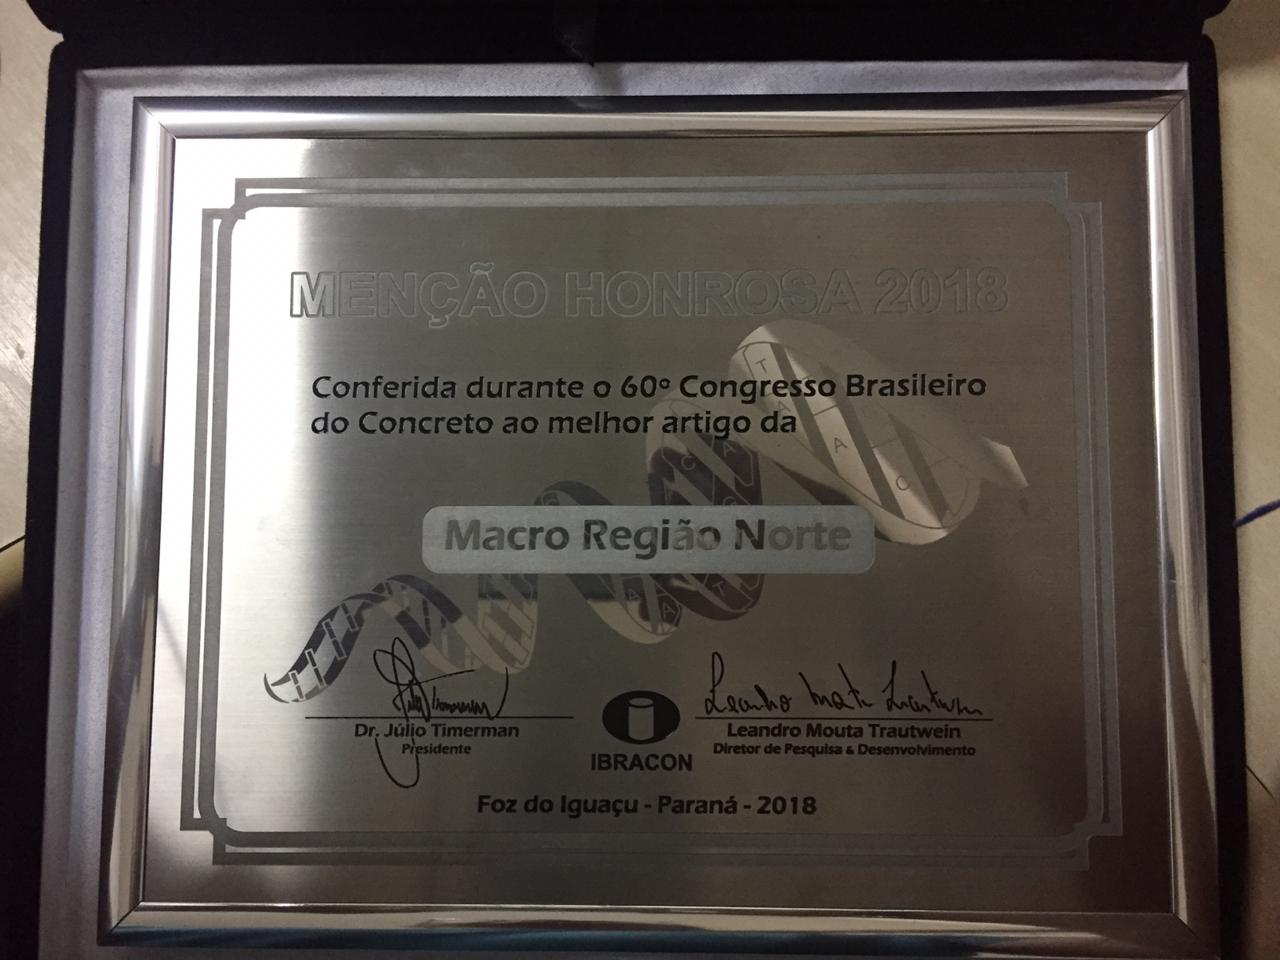 MENÇÃO HONROSA 2018
Conferida durante o 60º Congresso Brasileiro
do Concreto ao melhor artigo da
Macro Região Norte
Dr. Júlio Timerman
Presidente
IBRACON
Leandro Mouta Trautwein
Diretor de Pesquisa & Desenvolvimento
Foz do Iguaçu - Paraná - 2018